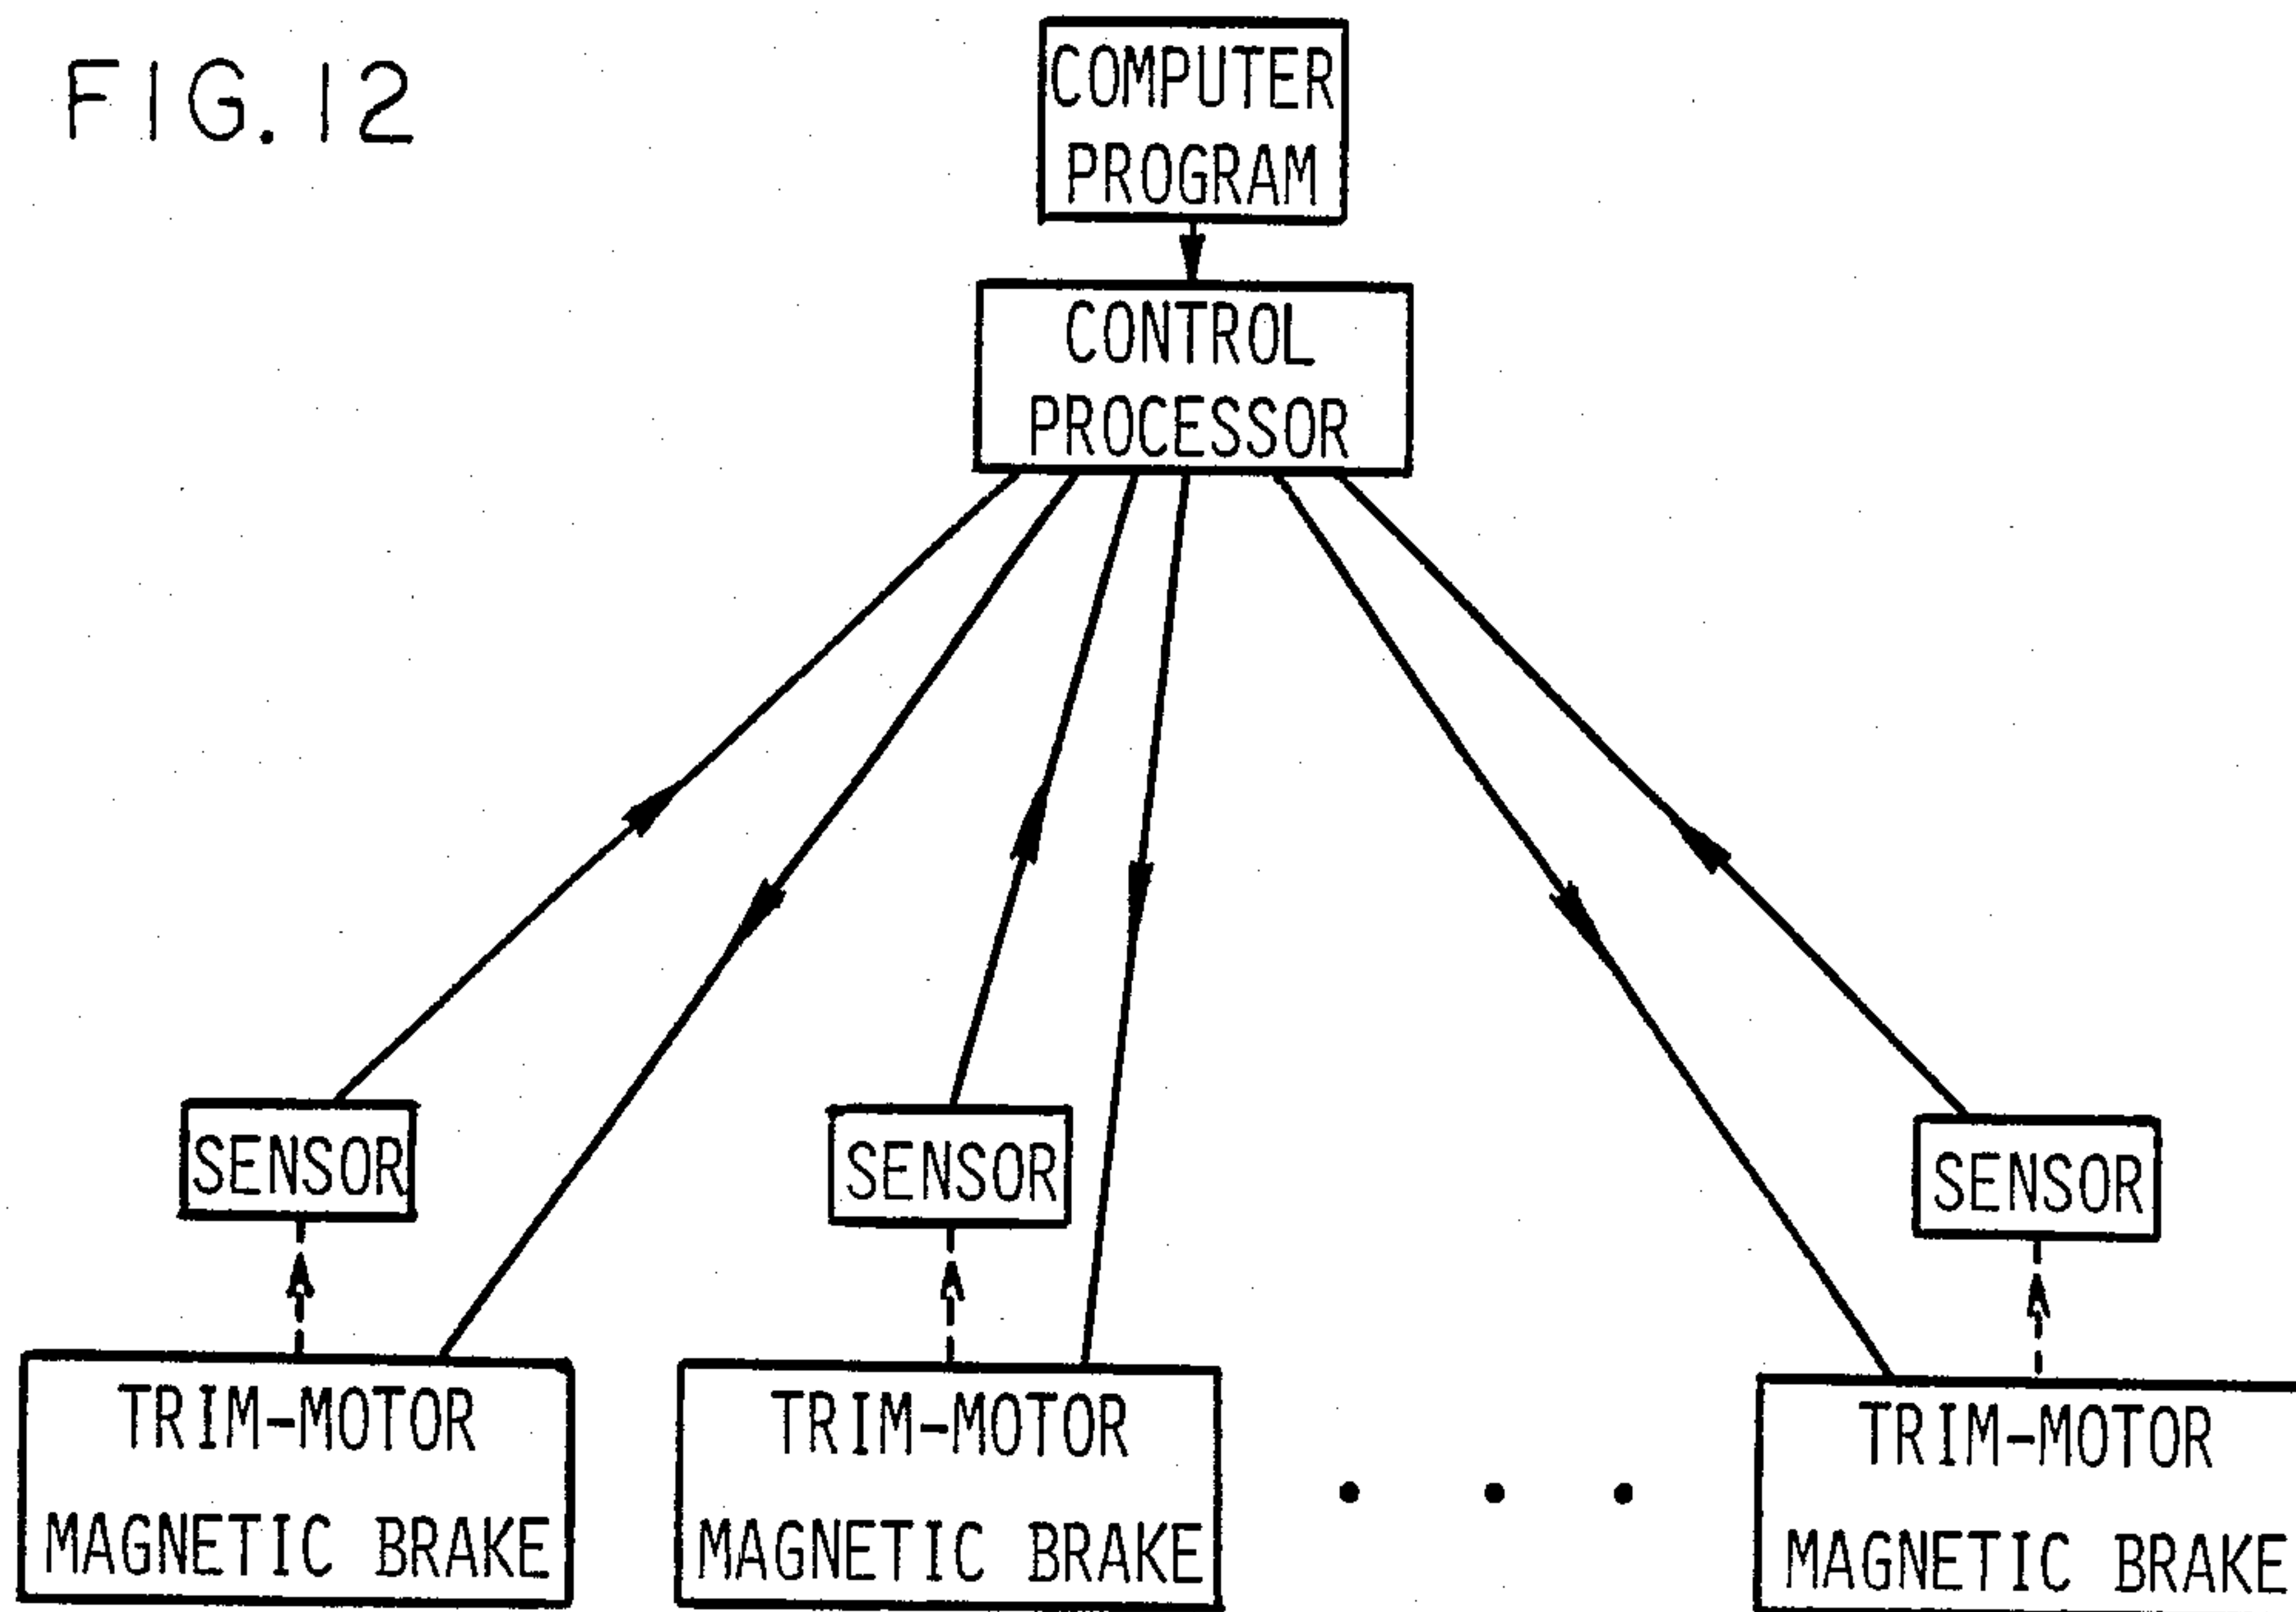 FIG. 12
COMPUTER
PROGRAM
CONTROL
PROCESSOR
SENSOR
SENSOR
SENSOR
TRIM-MOTOR
MAGNETIC BRAKE
TRIM-MOTOR
MAGNETIC BRAKE
. . .
TRIM-MOTOR
MAGNETIC BRAKE